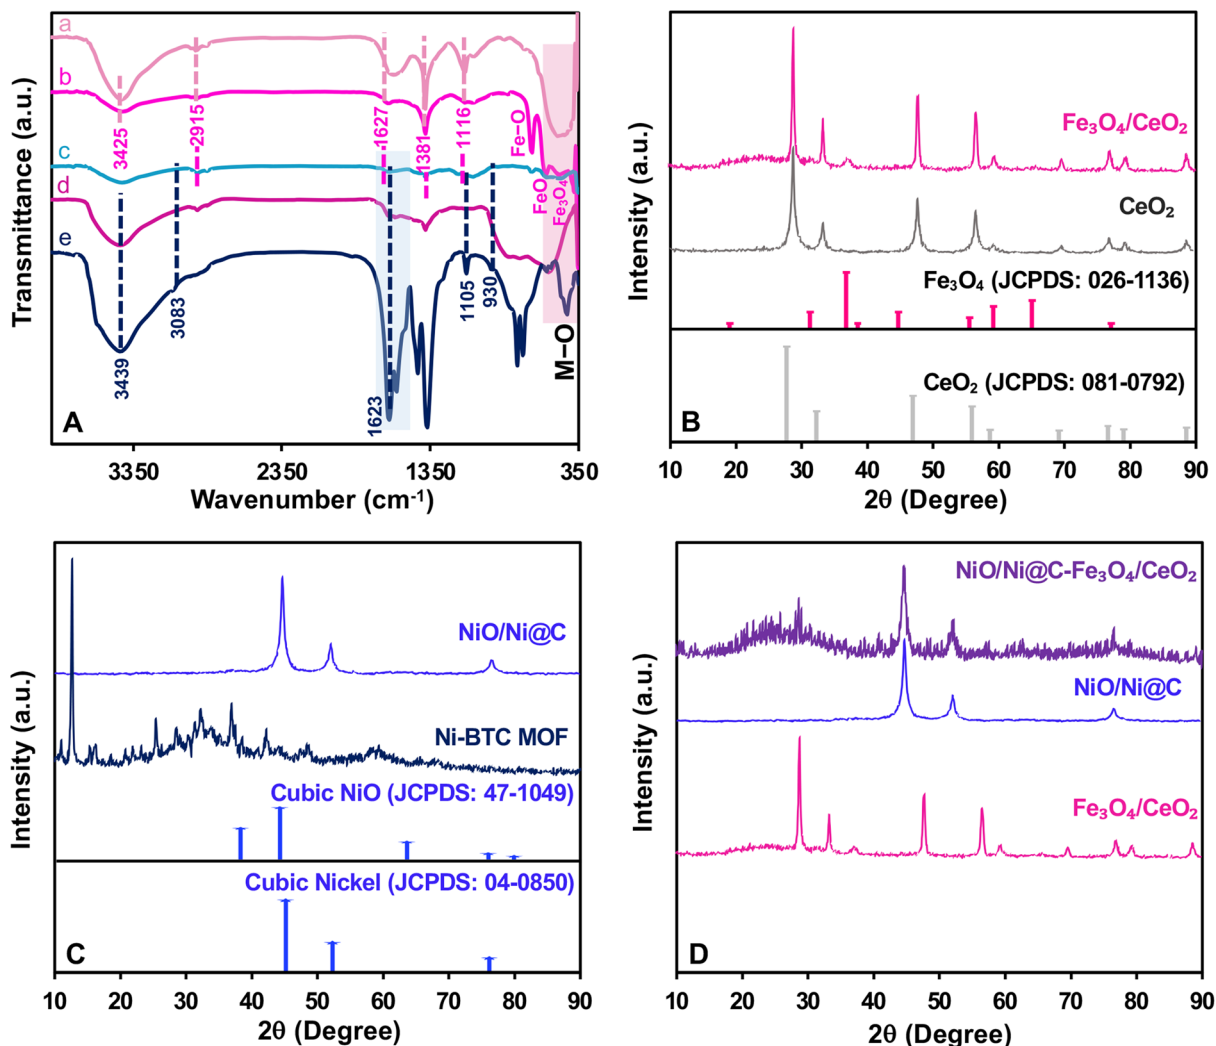 a
b
c
d
e
3425
2915
1627
1381
1116
Fe–O
FeO
Fe₃O₄
3439
3083
1623
1105
930
M–O
A
Transmittance (a.u.)
3350
2350
1350
350
Wavenumber (cm⁻¹)
Fe₃O₄/CeO₂
CeO₂
Fe₃O₄ (JCPDS: 026-1136)
CeO₂ (JCPDS: 081-0792)
B
Intensity (a.u.)
10 20 30 40 50 60 70 80 90
2θ (Degree)
NiO/Ni@C
Ni-BTC MOF
Cubic NiO (JCPDS: 47-1049)
Cubic Nickel (JCPDS: 04-0850)
C
Intensity (a.u.)
10 20 30 40 50 60 70 80 90
2θ (Degree)
NiO/Ni@C-Fe₃O₄/CeO₂
NiO/Ni@C
Fe₃O₄/CeO₂
D
Intensity (a.u.)
10 20 30 40 50 60 70 80 90
2θ (Degree)